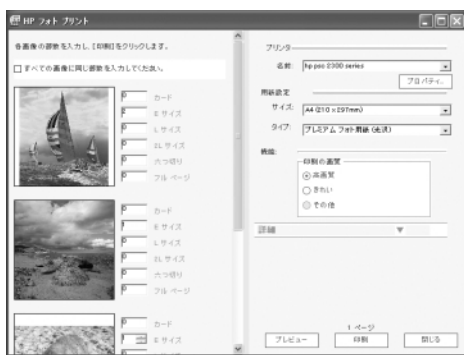 HP フォト プリント
各画像の部数を入力し、[印刷]をクリックします。
すべての画像に同じ部数を入力してください。
カード
E サイズ
L サイズ
2L サイズ
六つ切り
フル ページ
カード
E サイズ
L サイズ
2L サイズ
六つ切り
フル ページ
カード
E サイズ
プリンタ
名前: hp psc 2300 series
プロパティ...
用紙設定
サイズ: A4 (210 x 297mm)
タイプ: プレミアム フォト用紙 (光沢)
機能:
印刷の画質
高画質
きれい
その他
詳細
1 ページ
プレビュー 印刷 閉じる